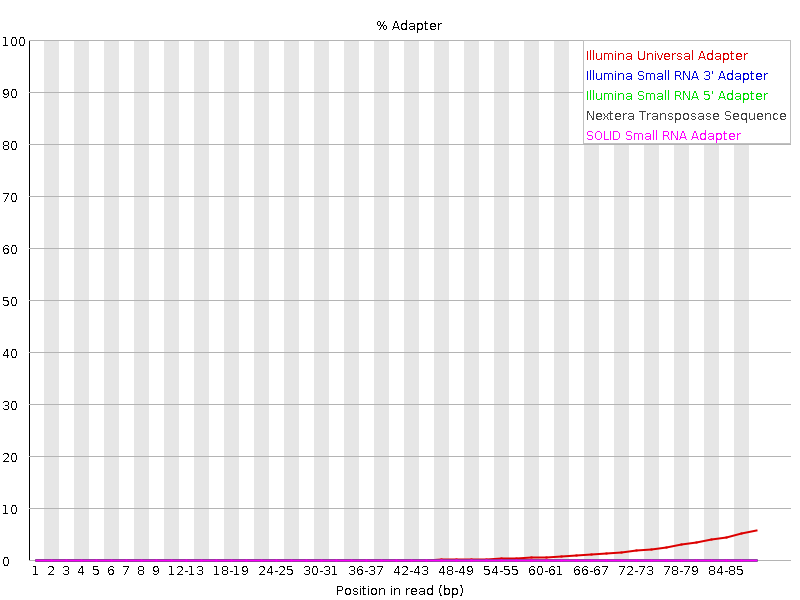 % Adapter
100
90
80
70
60
50
40
30
20
10
0
Illumina Universal Adapter
Illumina Small RNA 3' Adapter
Illumina Small RNA 5' Adapter
Nextera Transposase Sequence
SOLID Small RNA Adapter
1 2 3 4 5 6 7 8 9 12-13 18-19 24-25 30-31 36-37 42-43 48-49 54-55 60-61 66-67 72-73 78-79 84-85
Position in read (bp)